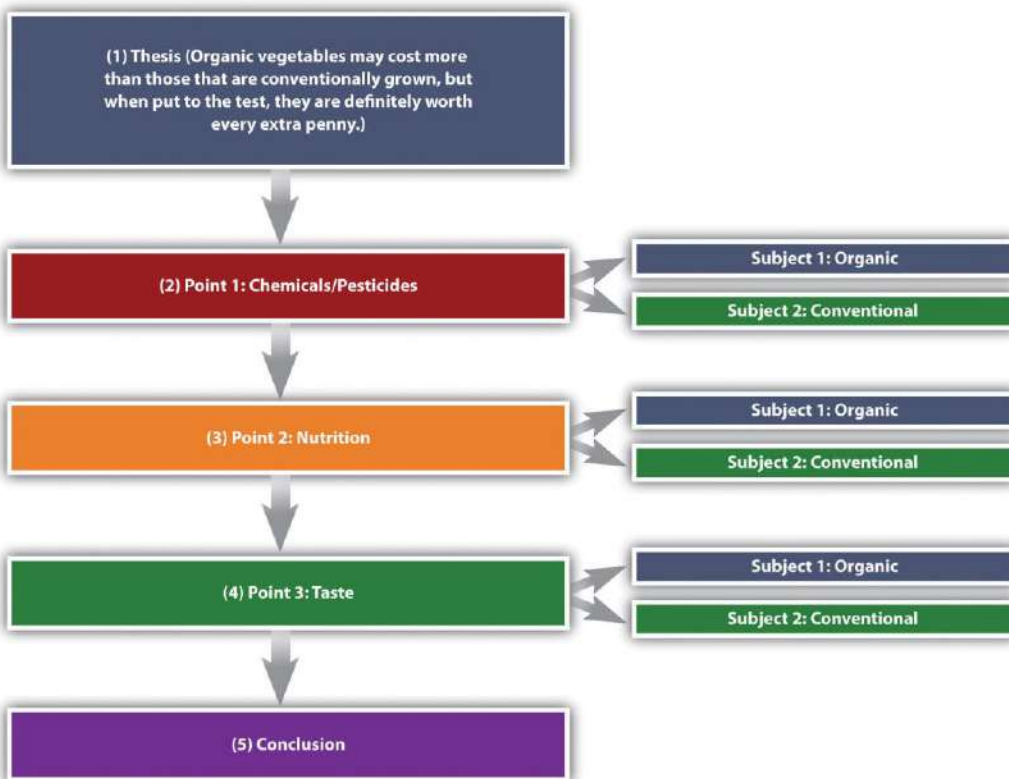 (1) Thesis (Organic vegetables may cost more
than those that are conventionally grown, but
when put to the test, they are definitely worth
every extra penny.)
(2) Point 1: Chemicals/Pesticides
Subject 1: Organic
Subject 2: Conventional
(3) Point 2: Nutrition
Subject 1: Organic
Subject 2: Conventional
(4) Point 3: Taste
Subject 1: Organic
Subject 2: Conventional
(5) Conclusion